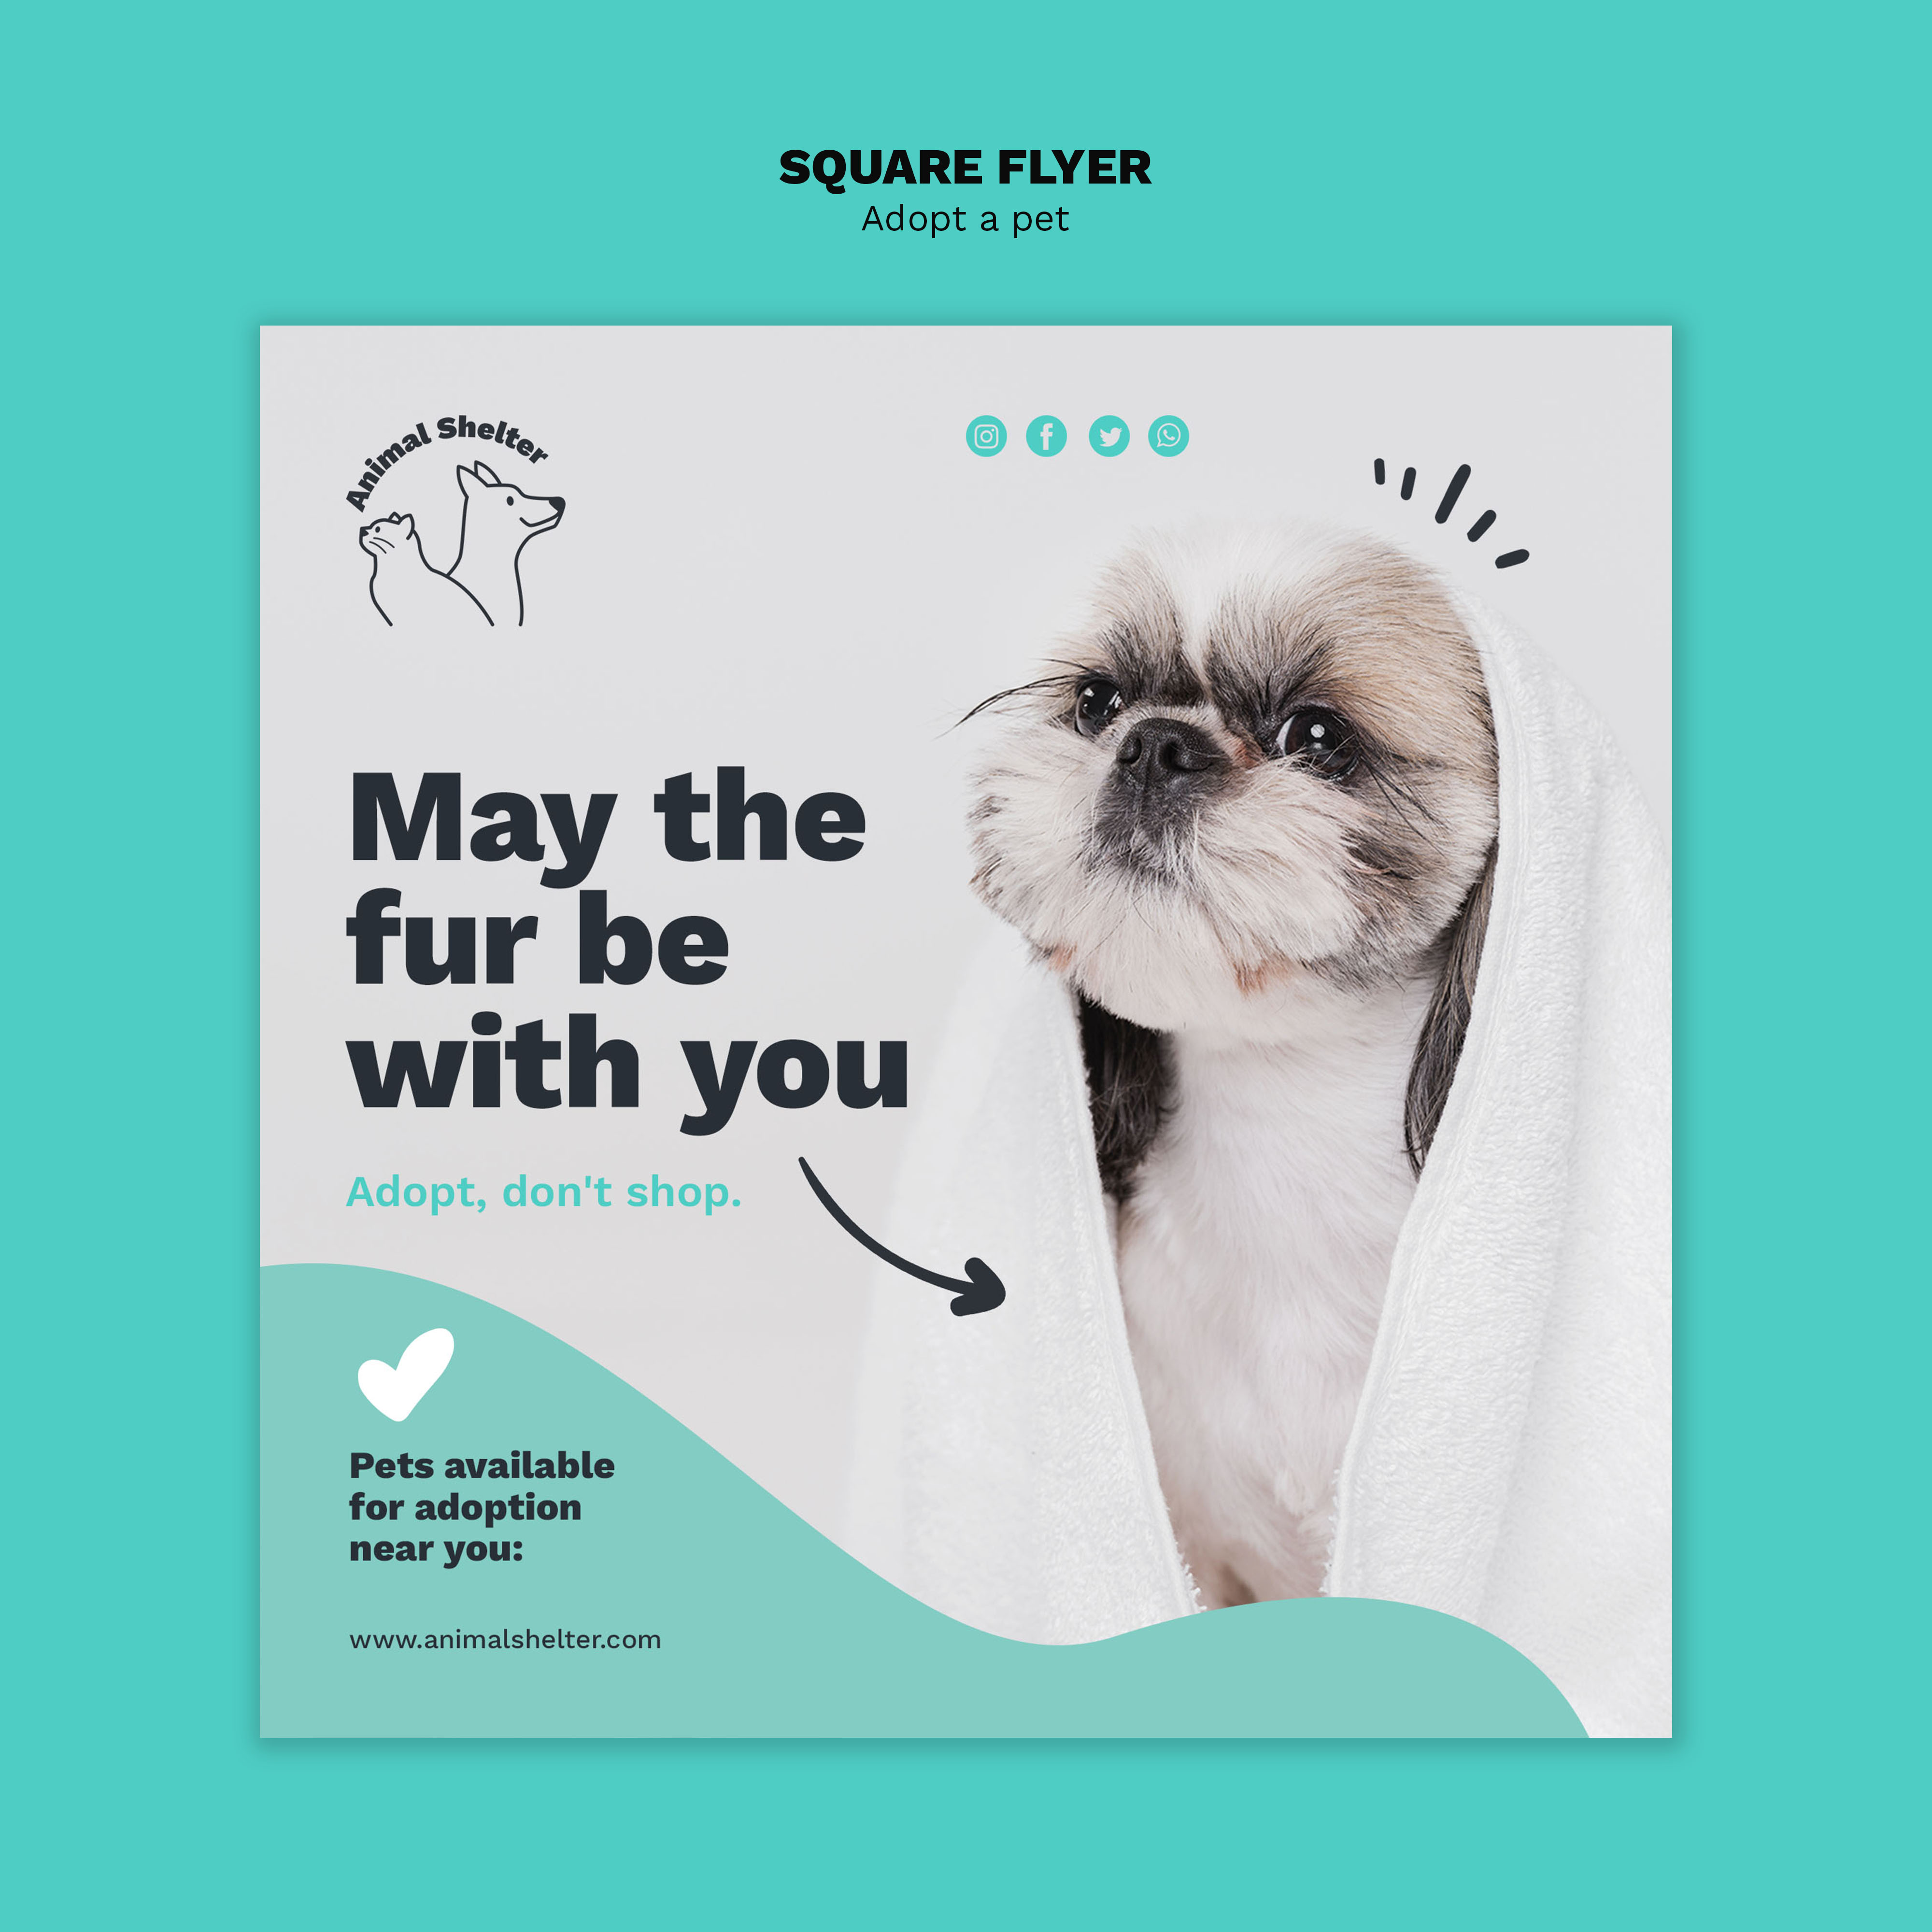 SQUARE FLYER
Adopt a pet
Animal Shelter
May the
fur be
with you
Adopt, don't shop.
Pets available
for adoption
near you:
www.animalshelter.com